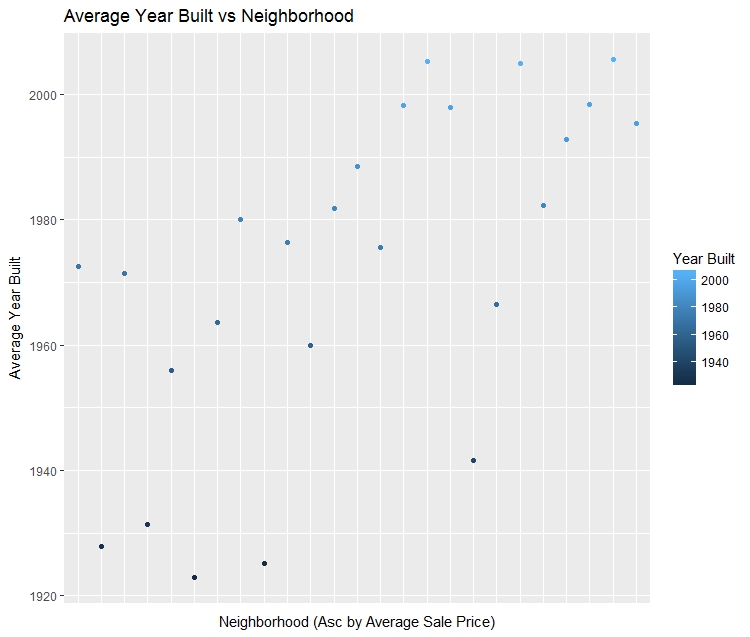 Average Year Built vs Neighborhood
Average Year Built
2000
1980
1960
1940
1920
Neighborhood (Asc by Average Sale Price)
Year Built
2000
1980
1960
1940